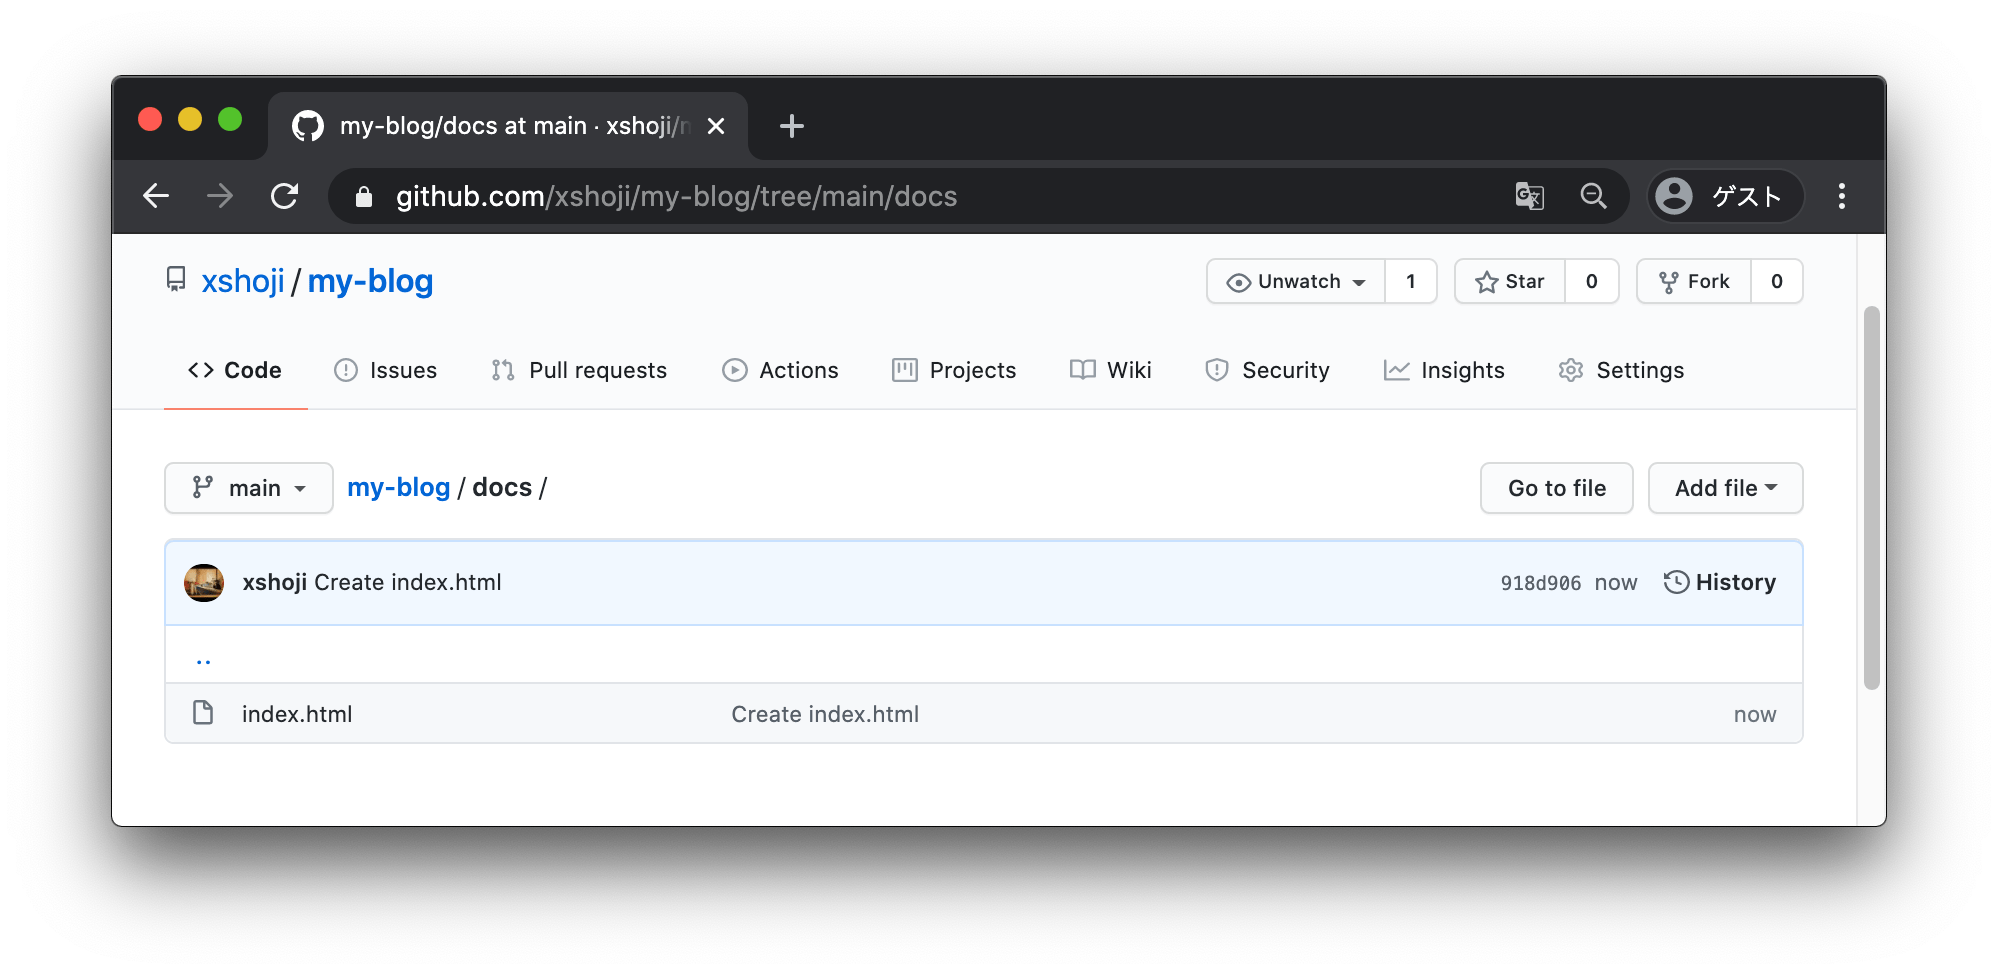 my-blog/docs at main · xshoji/
github.com/xshoji/my-blog/tree/main/docs
ゲスト
xshoji / my-blog
Unwatch 1 Star 0 Fork 0
Code Issues Pull requests Actions Projects Wiki Security Insights Settings
main my-blog / docs / Go to file Add file
xshoji Create index.html 918d906 now History
..
index.html Create index.html now